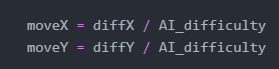 moveX = diffX / AI_difficulty
moveY = diffY / AI_difficulty